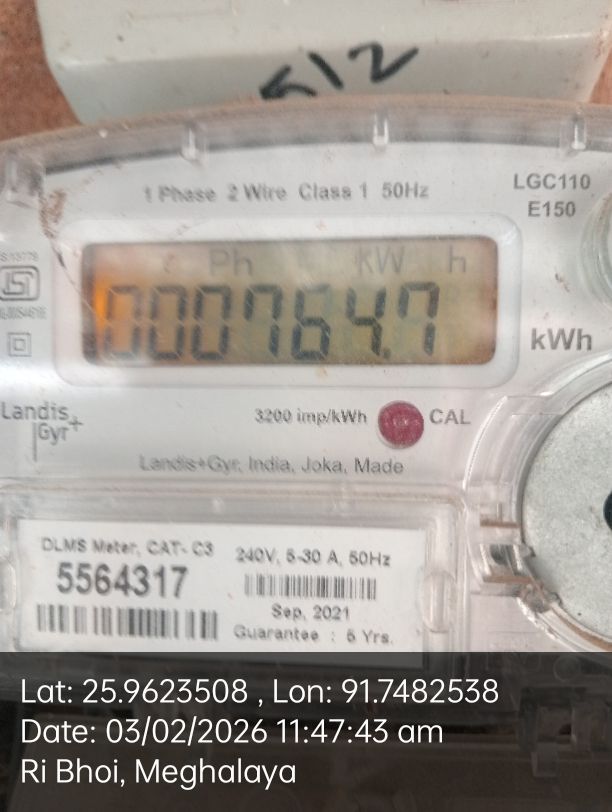 512
1 Phase 2 Wire Class 1 50Hz
LGC110
E150
Ph kW h
000764.7
kWh
Landis
Gyr+
3200 imp/kWh
CAL
Landis+Gyr, India, Joka, Made
DLMS Meter, CAT- C3
5564317
240V, 5-30 A, 50Hz
Sep, 2021
Guarantee : 5 Yrs.
Lat: 25.9623508 , Lon: 91.7482538
Date: 03/02/2026 11:47:43 am
Ri Bhoi, Meghalaya